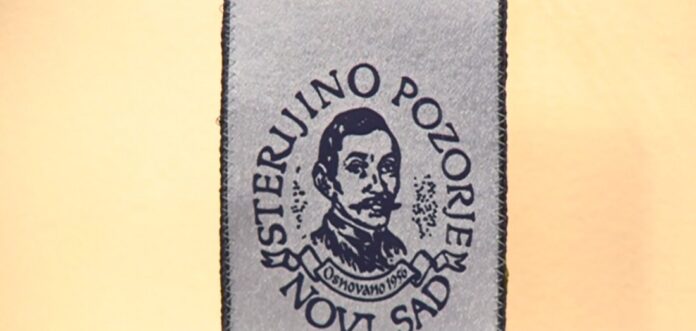 STERIJINO POZORJE
Osnovano 1956
NOVI SAD